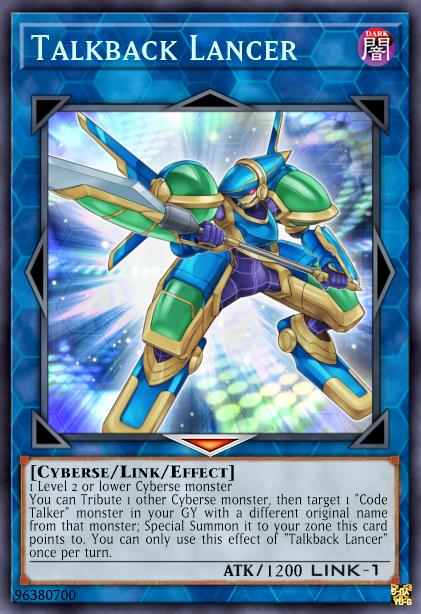 Talkback Lancer
DARK
闇
[Cyberse/Link/Effect]
1 Level 2 or lower Cyberse monster
You can Tribute 1 other Cyberse monster, then target 1 "Code
Talker" monster in your GY with a different original name
from that monster; Special Summon it to your zone this card
points to. You can only use this effect of "Talkback Lancer"
once per turn.
ATK/1200 LINK-1
96380700